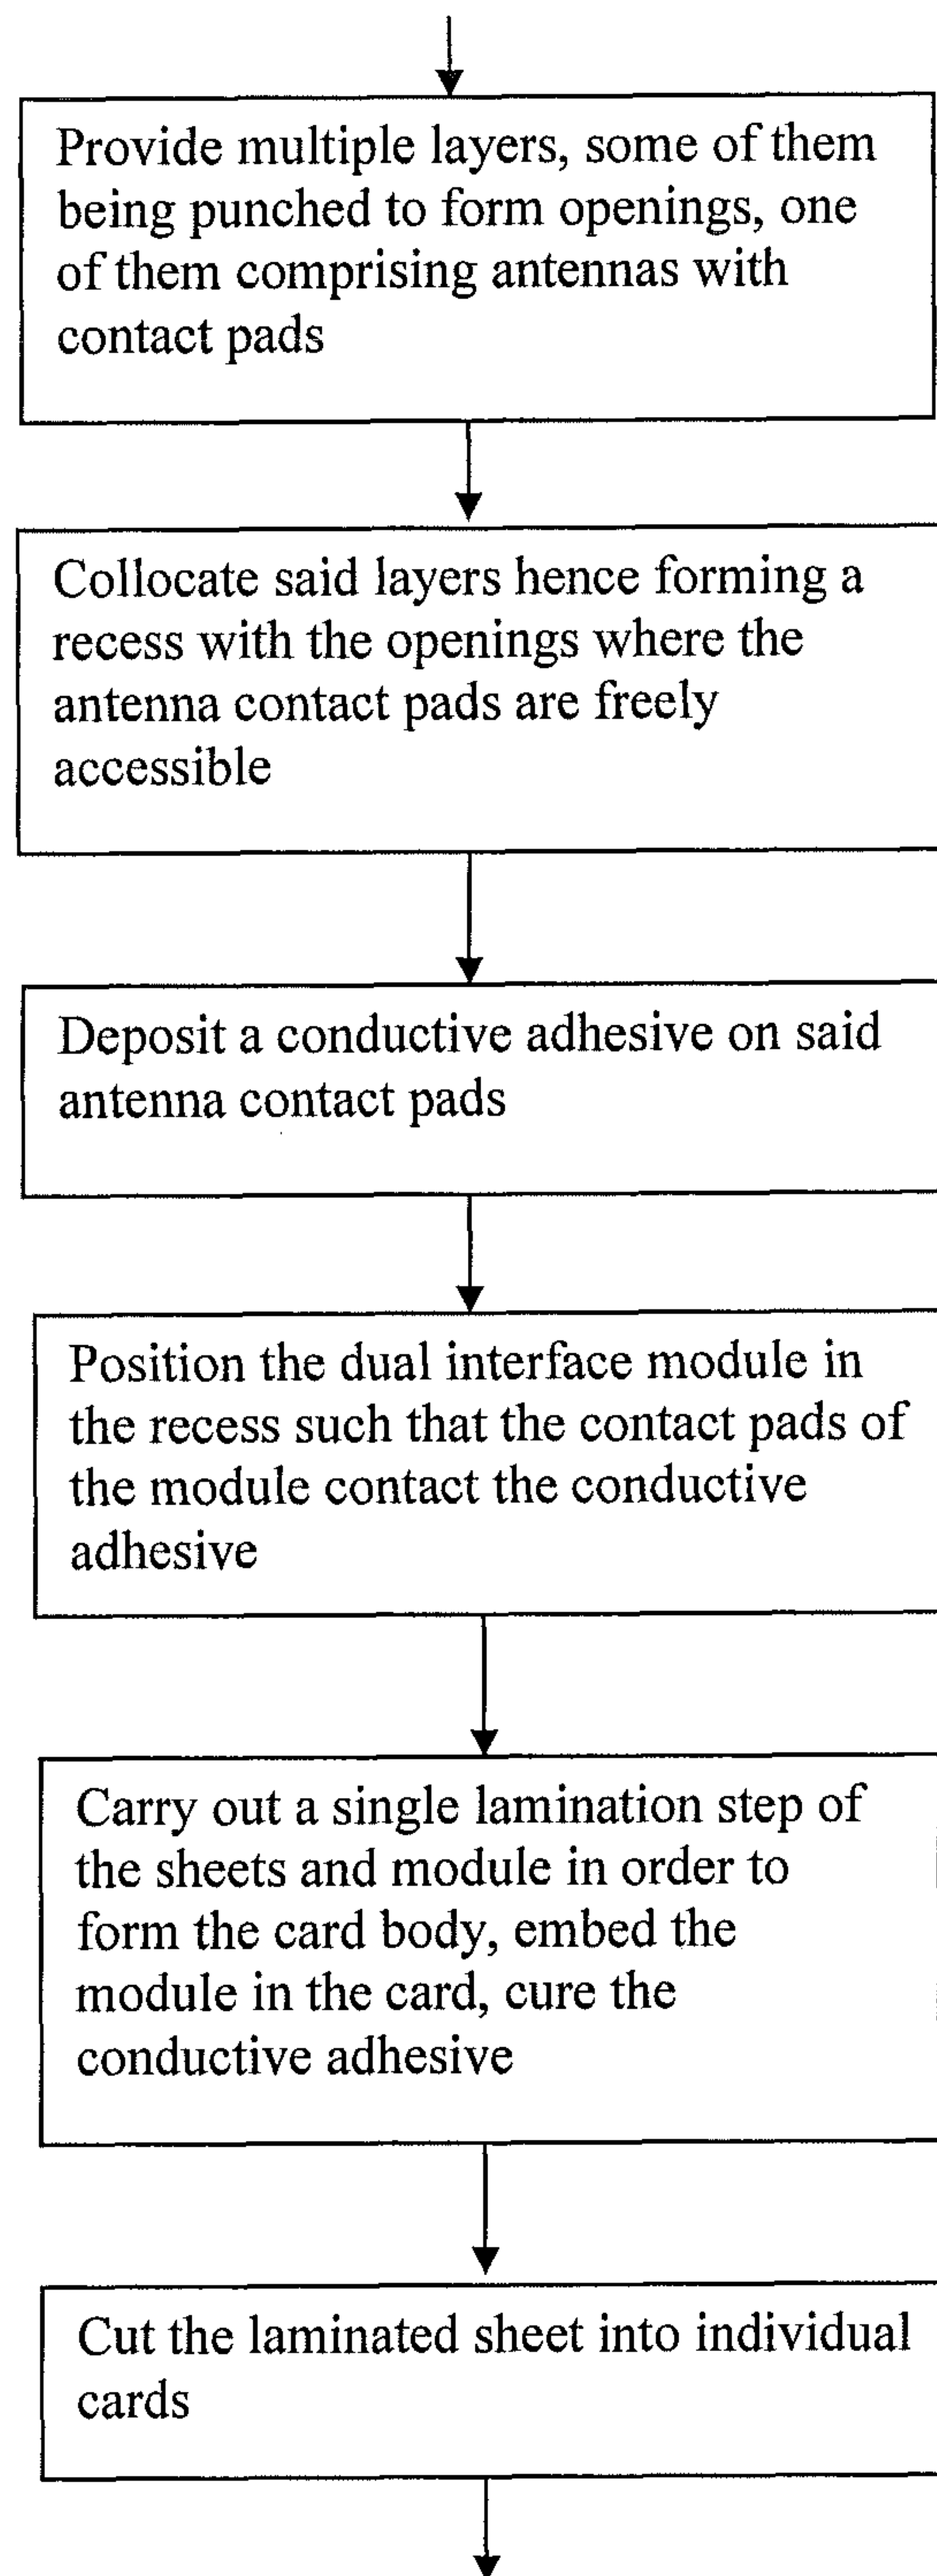 Provide multiple layers, some of them
being punched to form openings, one
of them comprising antennas with
contact pads
Collocate said layers hence forming a
recess with the openings where the
antenna contact pads are freely
accessible
Deposit a conductive adhesive on said
antenna contact pads
Position the dual interface module in
the recess such that the contact pads of
the module contact the conductive
adhesive
Carry out a single lamination step of
the sheets and module in order to
form the card body, embed the
module in the card, cure the
conductive adhesive
Cut the laminated sheet into individual
cards